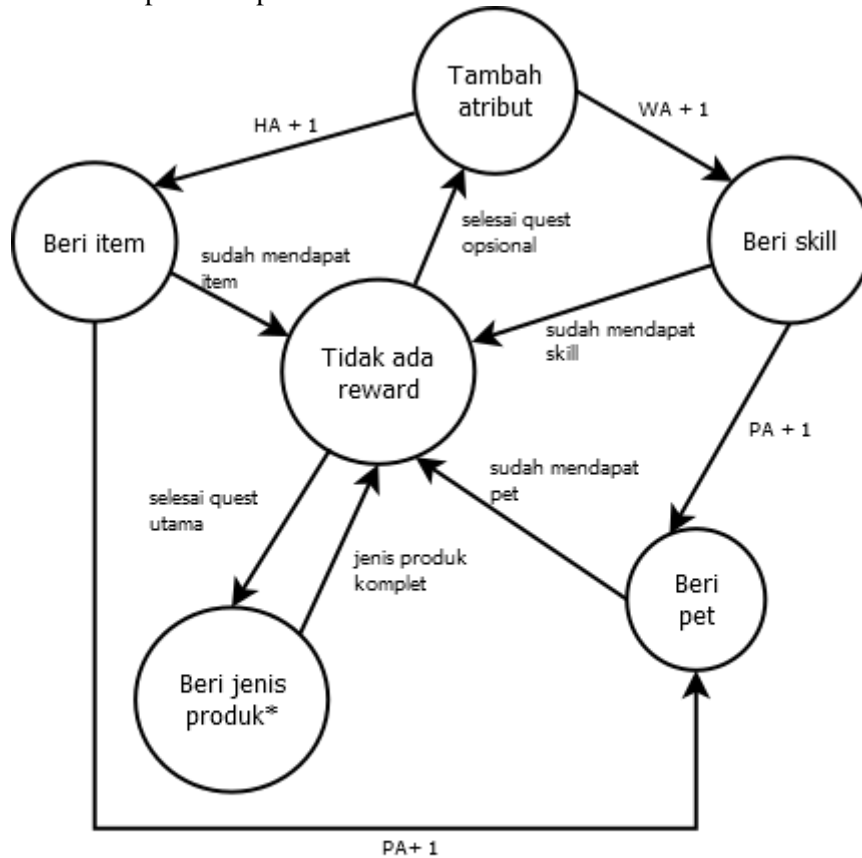 Tambah
atribut
HA + 1
WA + 1
Beri item
selesai quest
opsional
Beri skill
sudah mendapat
item
Tidak ada
reward
sudah mendapat
skill
PA + 1
sudah mendapat
pet
selesai quest
utama
jenis produk
komplet
Beri
pet
Beri jenis
produk*
PA+ 1